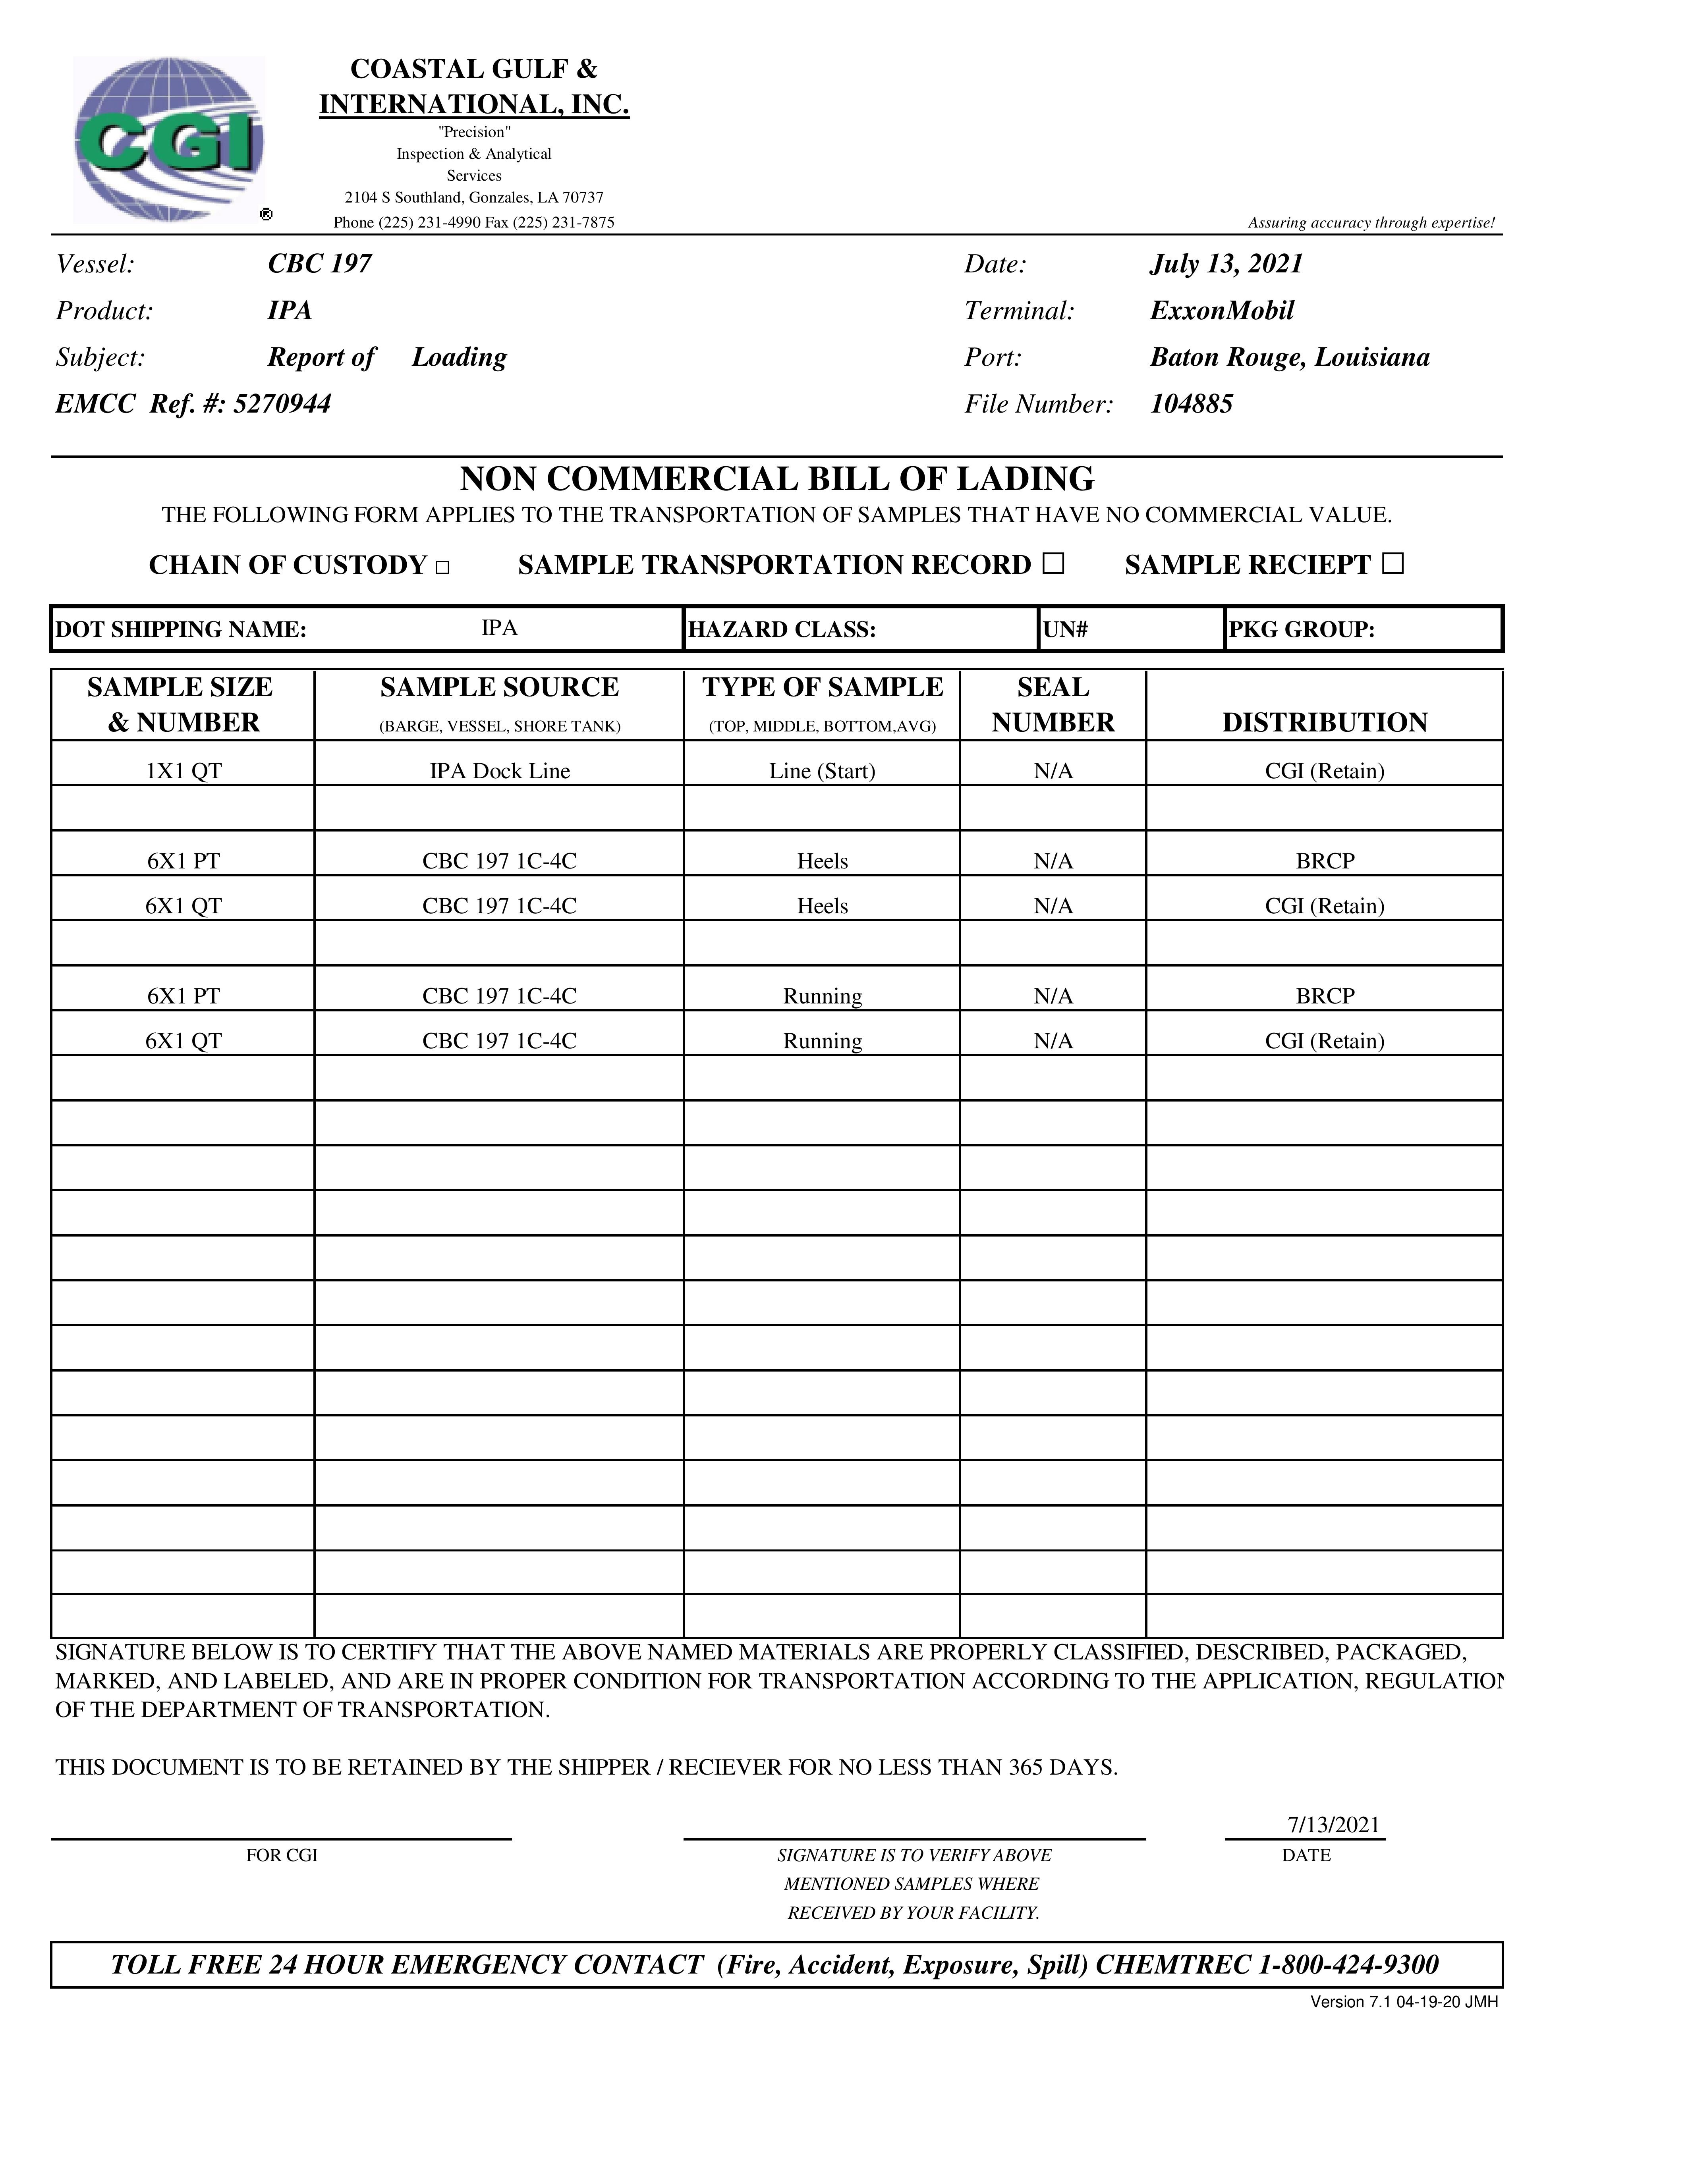 CGI
®
COASTAL GULF &
INTERNATIONAL, INC.
"Precision"
Inspection & Analytical
Services
2104 S Southland, Gonzales, LA 70737
Phone (225) 231-4990 Fax (225) 231-7875
Assuring accuracy through expertise!
Vessel: CBC 197 Date: July 13, 2021
Product: IPA Terminal: ExxonMobil
Subject: Report of Loading Port: Baton Rouge, Louisiana
EMCC Ref. #: 5270944 File Number: 104885
NON COMMERCIAL BILL OF LADING
THE FOLLOWING FORM APPLIES TO THE TRANSPORTATION OF SAMPLES THAT HAVE NO COMMERCIAL VALUE.
CHAIN OF CUSTODY □ SAMPLE TRANSPORTATION RECORD □ SAMPLE RECIEPT □
DOT SHIPPING NAME: IPA HAZARD CLASS: UN# PKG GROUP:
SAMPLE SIZE SAMPLE SOURCE TYPE OF SAMPLE SEAL
& NUMBER (BARGE, VESSEL, SHORE TANK) (TOP, MIDDLE, BOTTOM,AVG) NUMBER DISTRIBUTION
1X1 QT IPA Dock Line Line (Start) N/A CGI (Retain)
6X1 PT CBC 197 1C-4C Heels N/A BRCP
6X1 QT CBC 197 1C-4C Heels N/A CGI (Retain)
6X1 PT CBC 197 1C-4C Running N/A BRCP
6X1 QT CBC 197 1C-4C Running N/A CGI (Retain)
SIGNATURE BELOW IS TO CERTIFY THAT THE ABOVE NAMED MATERIALS ARE PROPERLY CLASSIFIED, DESCRIBED, PACKAGED,
MARKED, AND LABELED, AND ARE IN PROPER CONDITION FOR TRANSPORTATION ACCORDING TO THE APPLICATION, REGULATION
OF THE DEPARTMENT OF TRANSPORTATION.
THIS DOCUMENT IS TO BE RETAINED BY THE SHIPPER / RECIEVER FOR NO LESS THAN 365 DAYS.
7/13/2021
FOR CGI SIGNATURE IS TO VERIFY ABOVE DATE
MENTIONED SAMPLES WHERE
RECEIVED BY YOUR FACILITY.
TOLL FREE 24 HOUR EMERGENCY CONTACT (Fire, Accident, Exposure, Spill) CHEMTREC 1-800-424-9300
Version 7.1 04-19-20 JMH